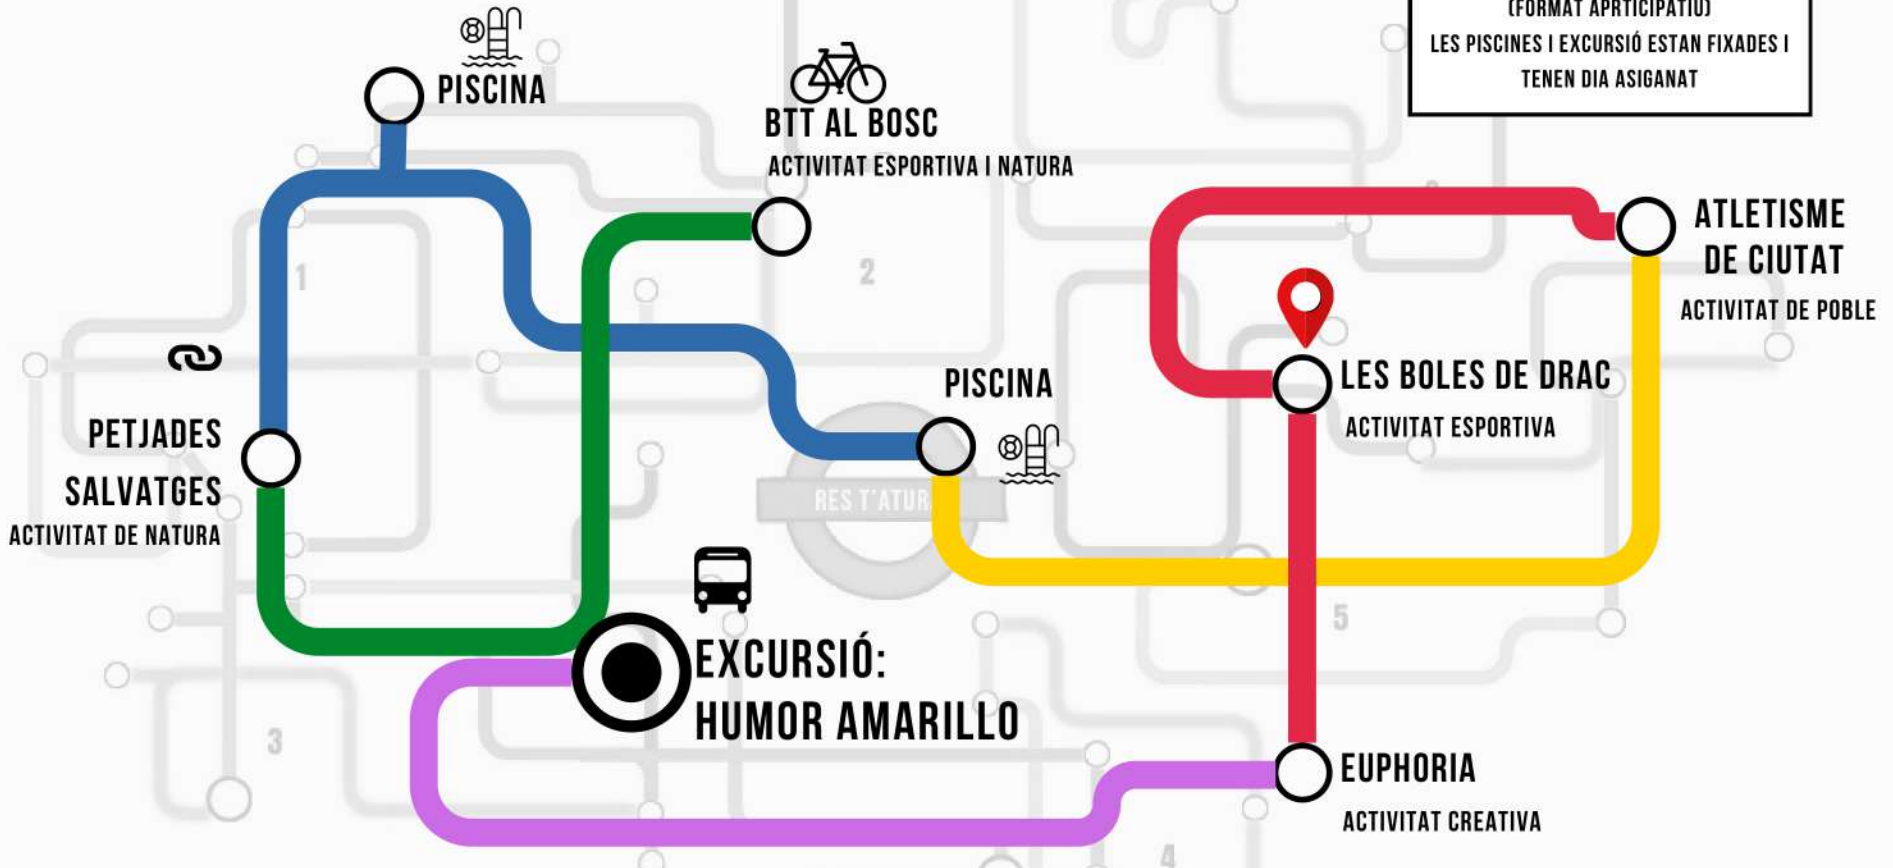 (FORMAT APRTICIPATIU)
LES PISCINES I EXCURSIÓ ESTAN FIXADES I
TENEN DIA ASIGANAT
PISCINA
BTT AL BOSC
ACTIVITAT ESPORTIVA I NATURA
ATLETISME
DE CIUTAT
ACTIVITAT DE POBLE
1
2
PISCINA
LES BOLES DE DRAC
ACTIVITAT ESPORTIVA
PETJADES
SALVATGES
ACTIVITAT DE NATURA
RES T'ATUR
5
EXCURSIÓ:
HUMOR AMARILLO
3
EUPHORIA
ACTIVITAT CREATIVA
4